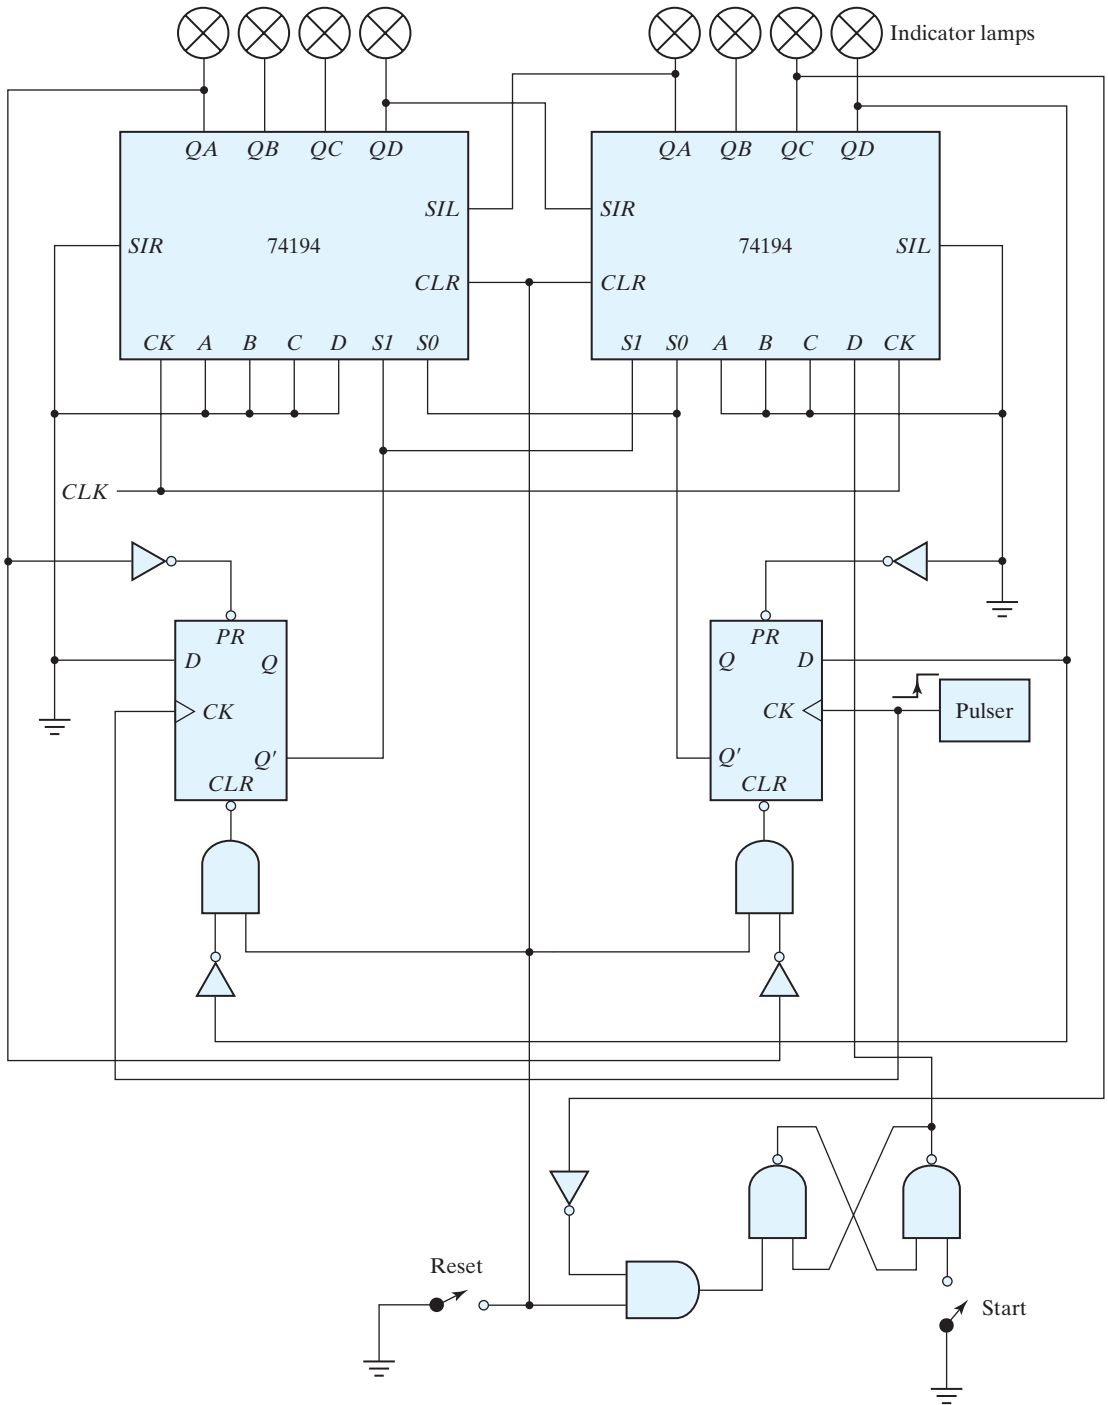 Indicator lamps
QA QB QC QD
QA QB QC QD
SIL
SIR
SIR
74194
74194
SIL
CLR
CLR
CK A B C D S1 S0
S1 S0 A B C D CK
CLK
PR
PR
D Q
Q D
CK
CK
Pulser
Q'
Q'
CLR
CLR
Reset
Start